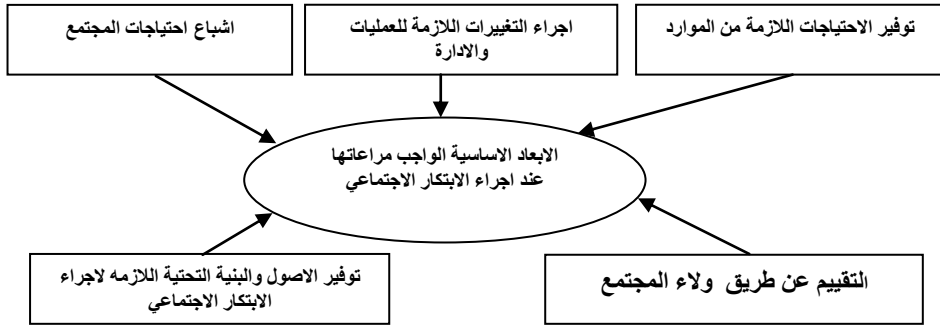 توفير الاحتياجات اللازمة من الموارد
اجراء التغييرات اللازمة للعمليات
والادارة
اشباع احتياجات المجتمع
الابعاد الاساسية الواجب مراعاتها
عند اجراء الابتكار الاجتماعي
التقييم عن طريق ولاء المجتمع
توفير الاصول والبنية التحتية اللازمه لاجراء
الابتكار الاجتماعي